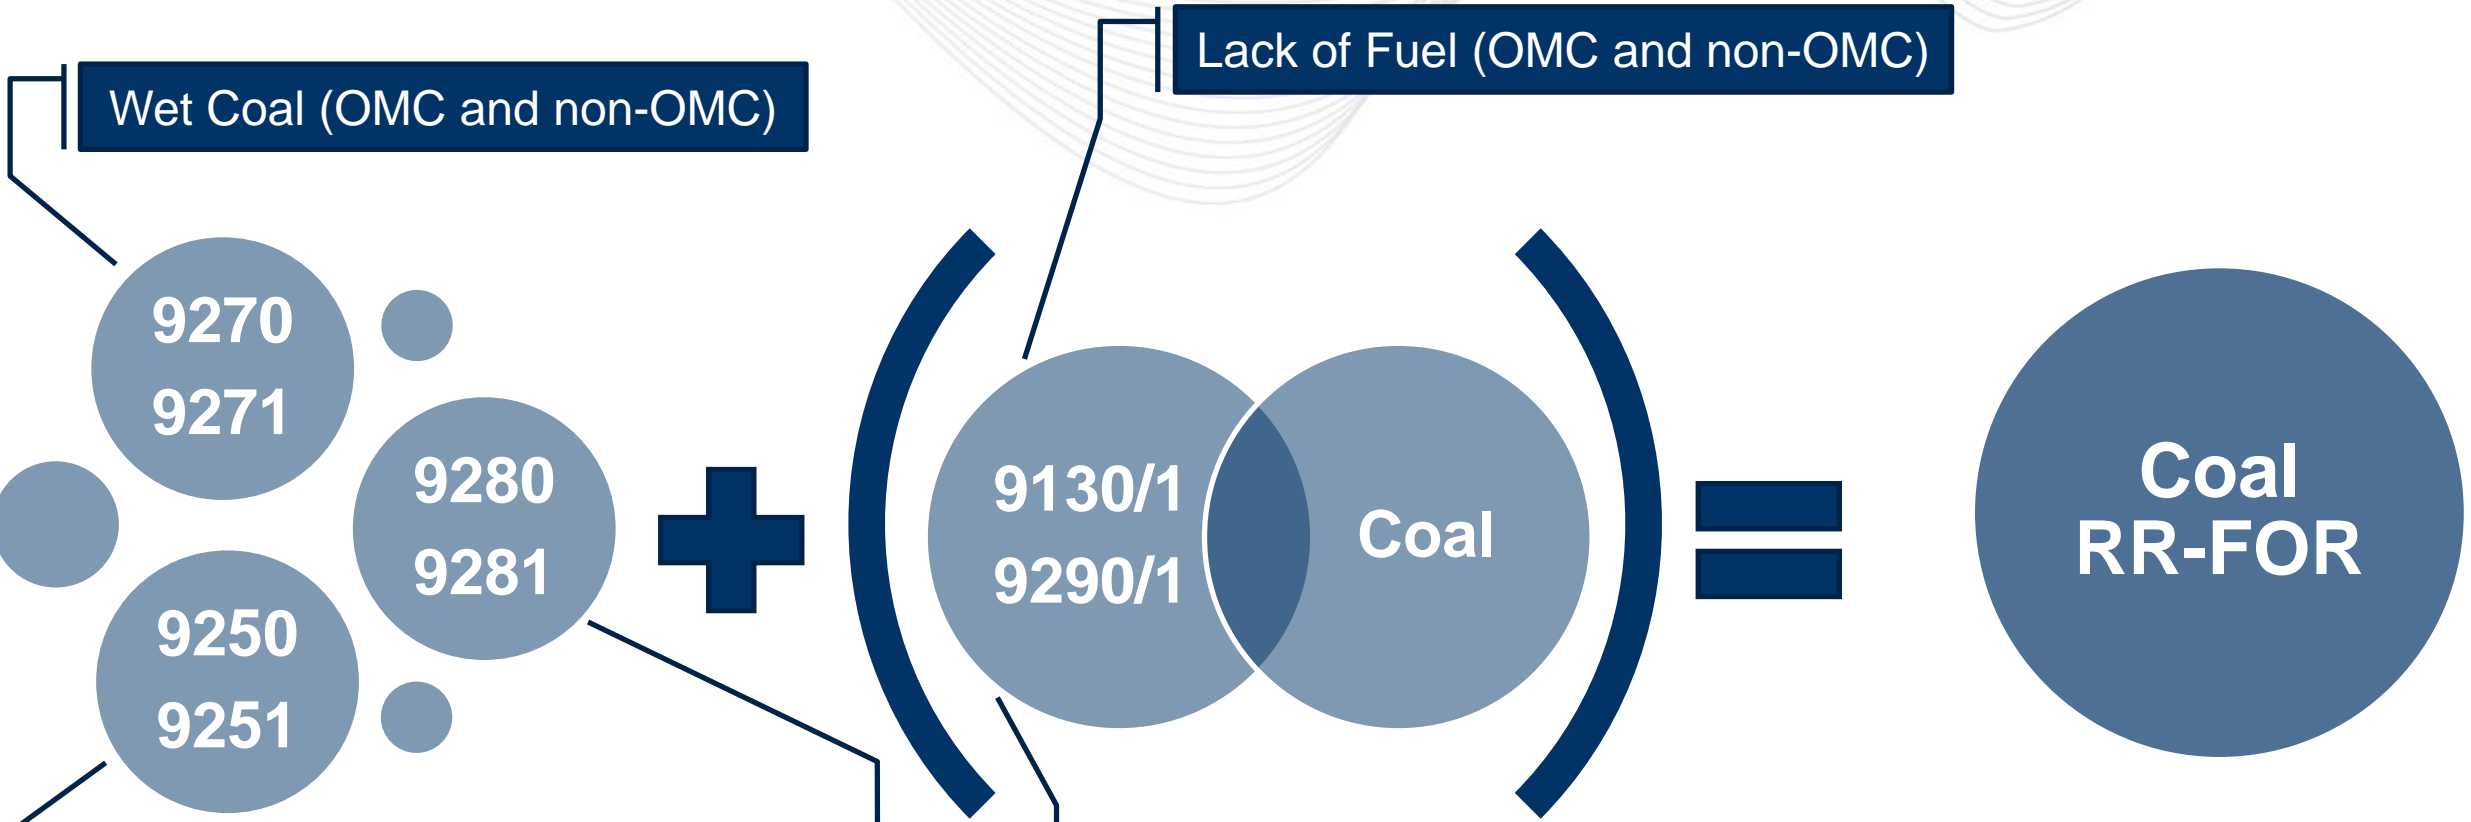 Lack of Fuel (OMC and non-OMC)
Wet Coal (OMC and non-OMC)
9270
9271
9280
9281
9250
9251
9130/1
9290/1
Coal
Coal
RR-FOR